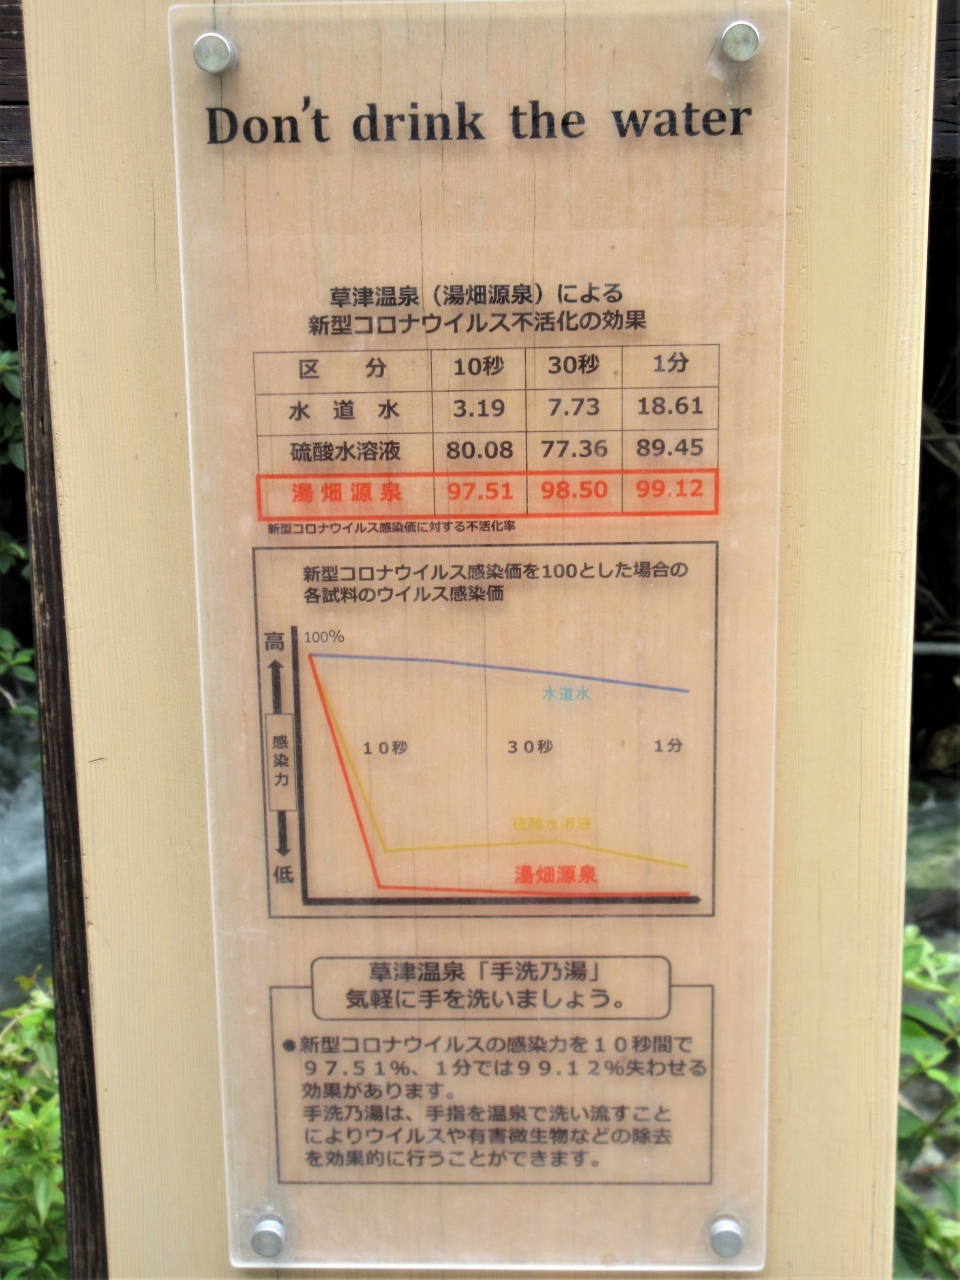 Don't drink the water
草津温泉（湯畑源泉）による
新型コロナウイルス不活化の効果
区　分 10秒 30秒 1分
水道水 3.19 7.73 18.61
硫酸水溶液 80.08 77.36 89.45
湯畑源泉 97.51 98.50 99.12
新型コロナウイルス感染価に対する不活化率
新型コロナウイルス感染価を100とした場合の
各試料のウイルス感染価
高 100%
水道水
感染力 １０秒 ３０秒 １分
硫酸水溶液
低 湯畑源泉
草津温泉「手洗乃湯」
気軽に手を洗いましょう。
●新型コロナウイルスの感染力を１０秒間で
９７.５１%、１分では９９.１２%失わせる
効果があります。
手洗乃湯は、手指を温泉で洗い流すこと
によりウイルスや有害微生物などの除去
を効果的に行うことができます。